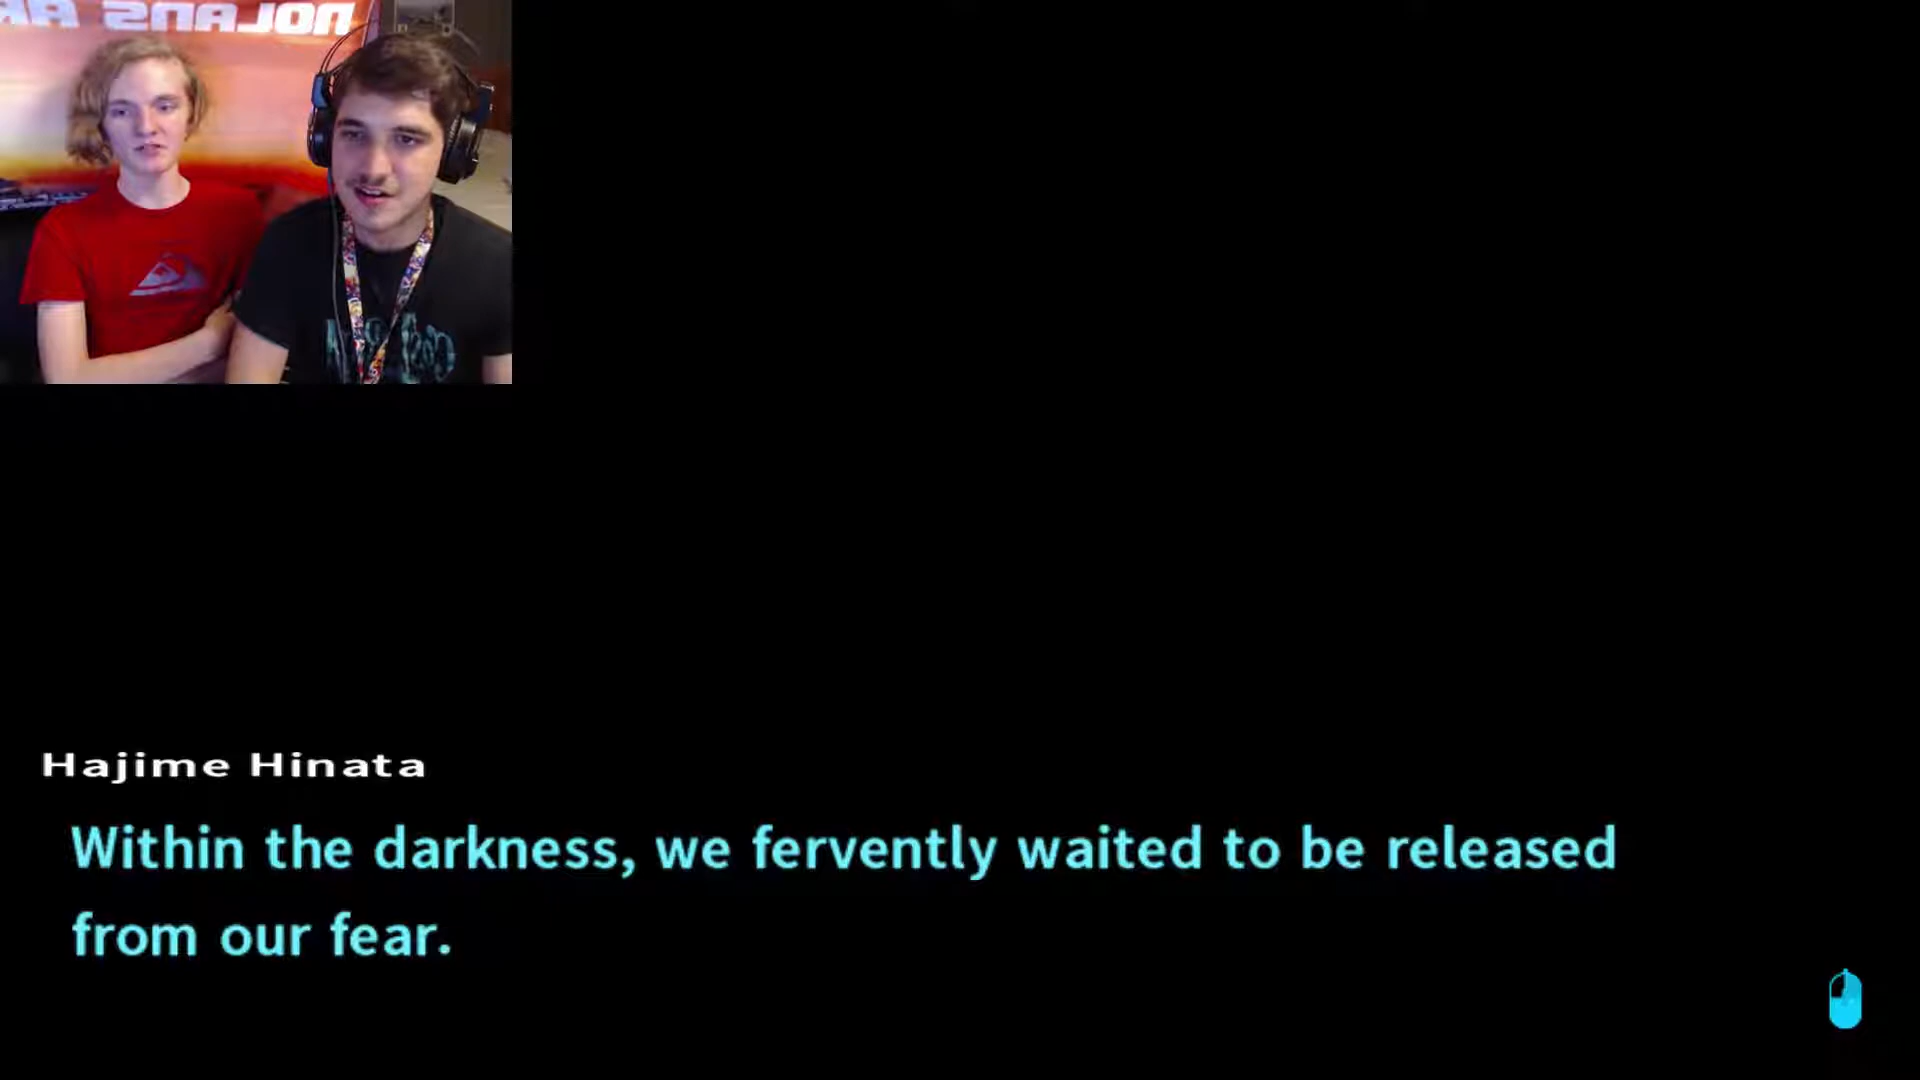 Hajime Hinata
Within the darkness, we fervently waited to be released
from our fear.